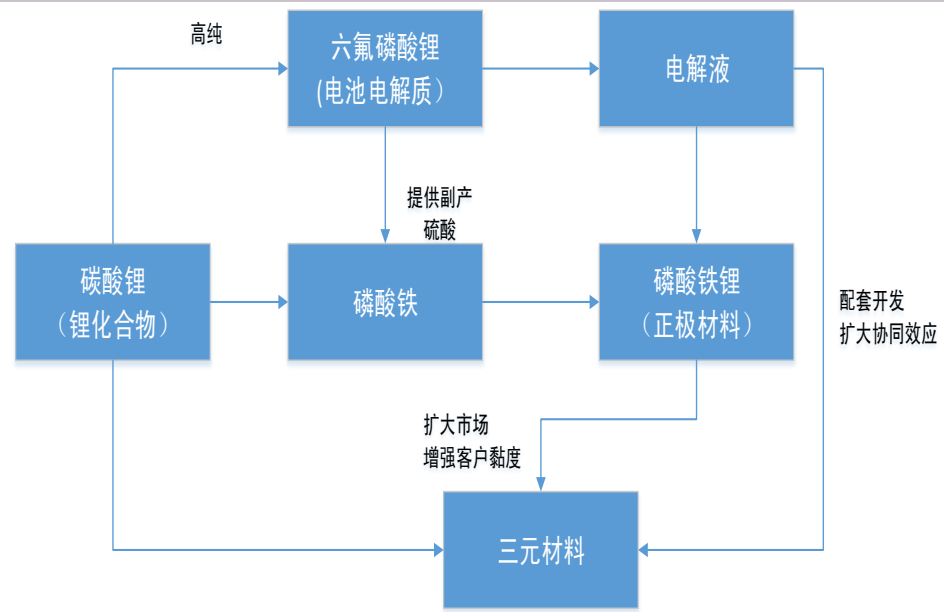 高纯
六氟磷酸锂
(电池电解质）
电解液
提供副产
硫酸
碳酸锂
（锂化合物）
磷酸铁
磷酸铁锂
（正极材料）
配套开发
扩大协同效应
扩大市场
增强客户黏度
三元材料